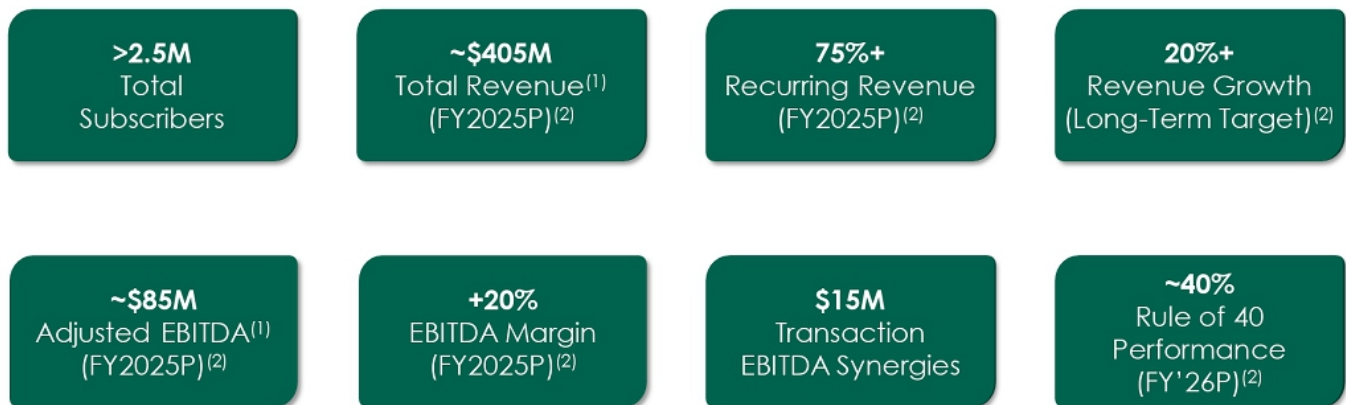 >2.5M
Total
Subscribers
~$405M
Total Revenue(1)
(FY2025P)(2)
75%+
Recurring Revenue
(FY2025P)(2)
20%+
Revenue Growth
(Long-Term Target)(2)
~$85M
Adjusted EBITDA(1)
(FY2025P)(2)
+20%
EBITDA Margin
(FY2025P)(2)
$15M
Transaction
EBITDA Synergies
~40%
Rule of 40
Performance
(FY'26P)(2)